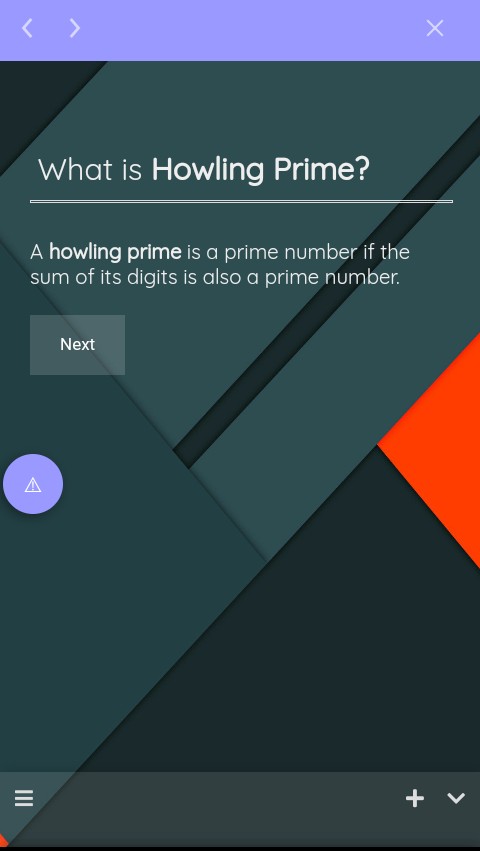 What is Howling Prime?
A howling prime is a prime number if the
sum of its digits is also a prime number.
Next